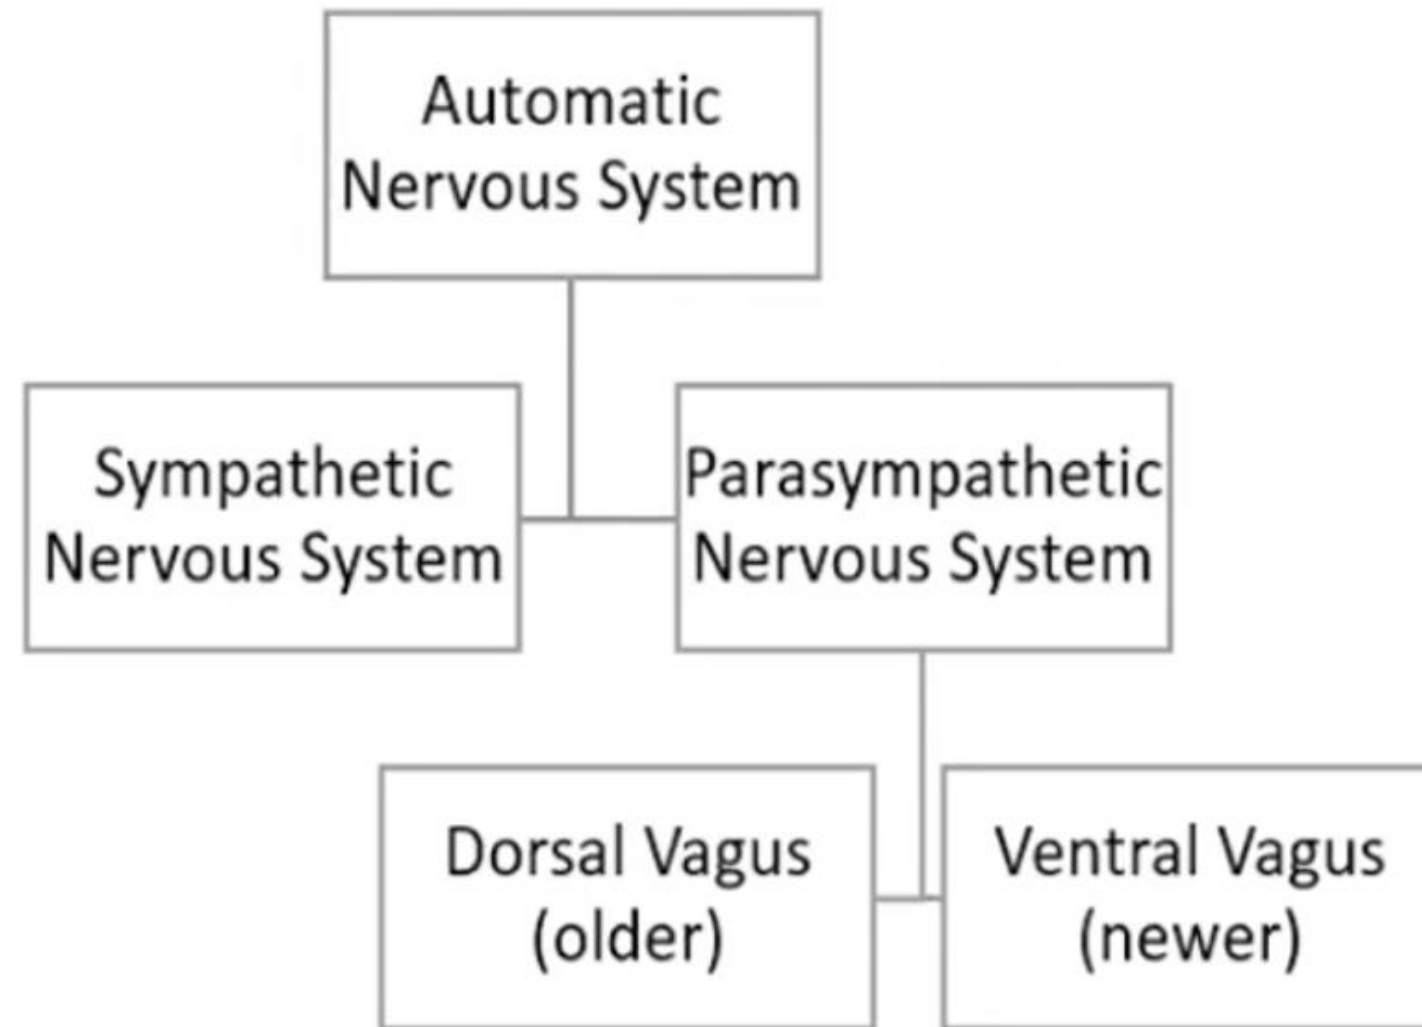 Automatic
Nervous System
Sympathetic
Nervous System
Parasympathetic
Nervous System
Dorsal Vagus
(older)
Ventral Vagus
(newer)